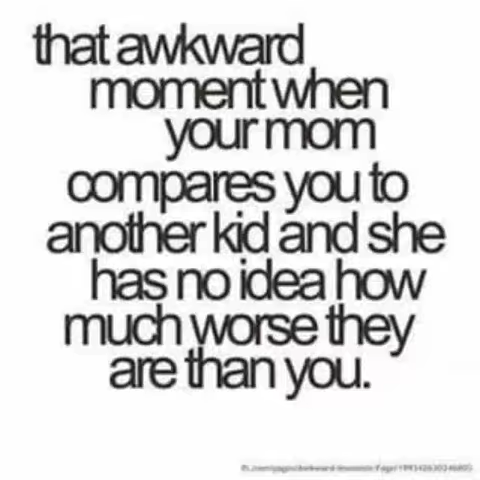 that awkward
moment when
your mom
compares you to
another kid and she
has no idea how
much worse they
are than you.